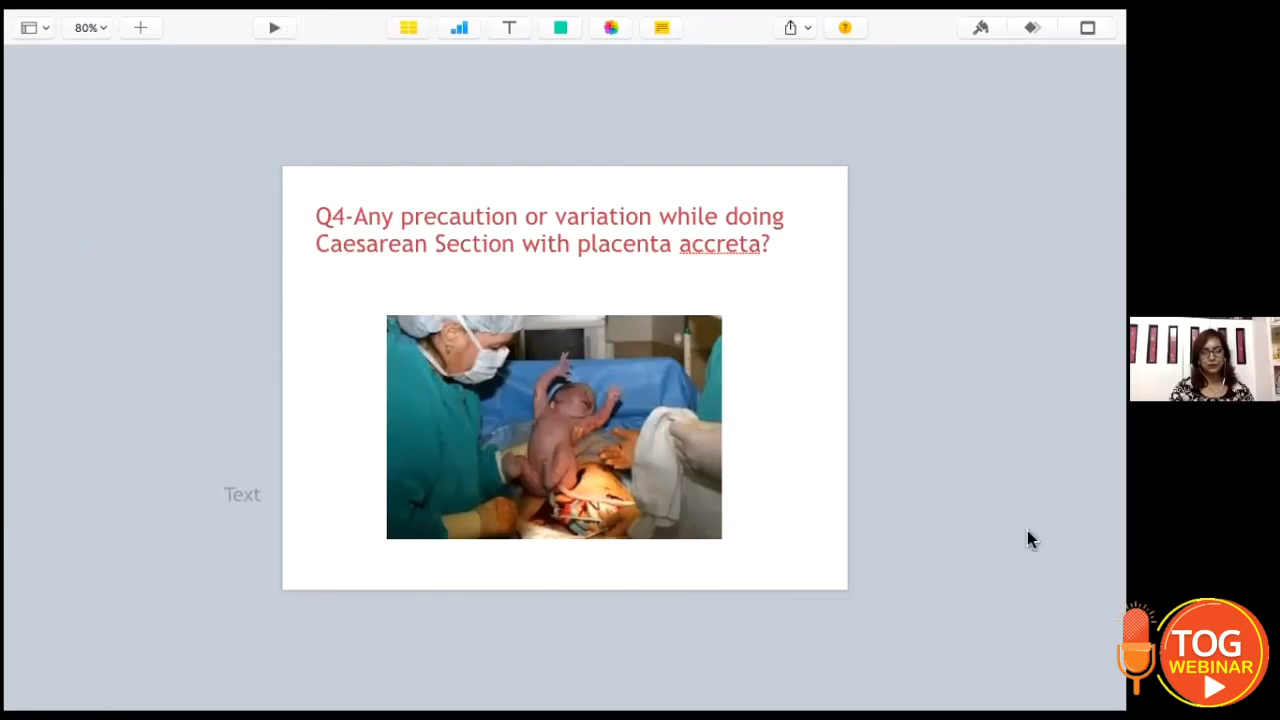 80%
Q4-Any precaution or variation while doing
Caesarean Section with placenta accreta?
Text
TOG
WEBINAR